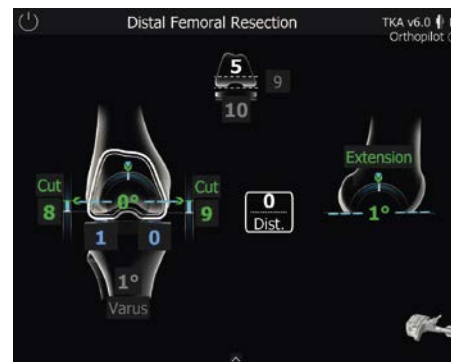 Distal Femoral Resection
TKA v6.0
Orthopilot
5
9
10
Extension
Cut
8
0°
Cut
9
0
Dist.
1°
1
0
1°
Varus